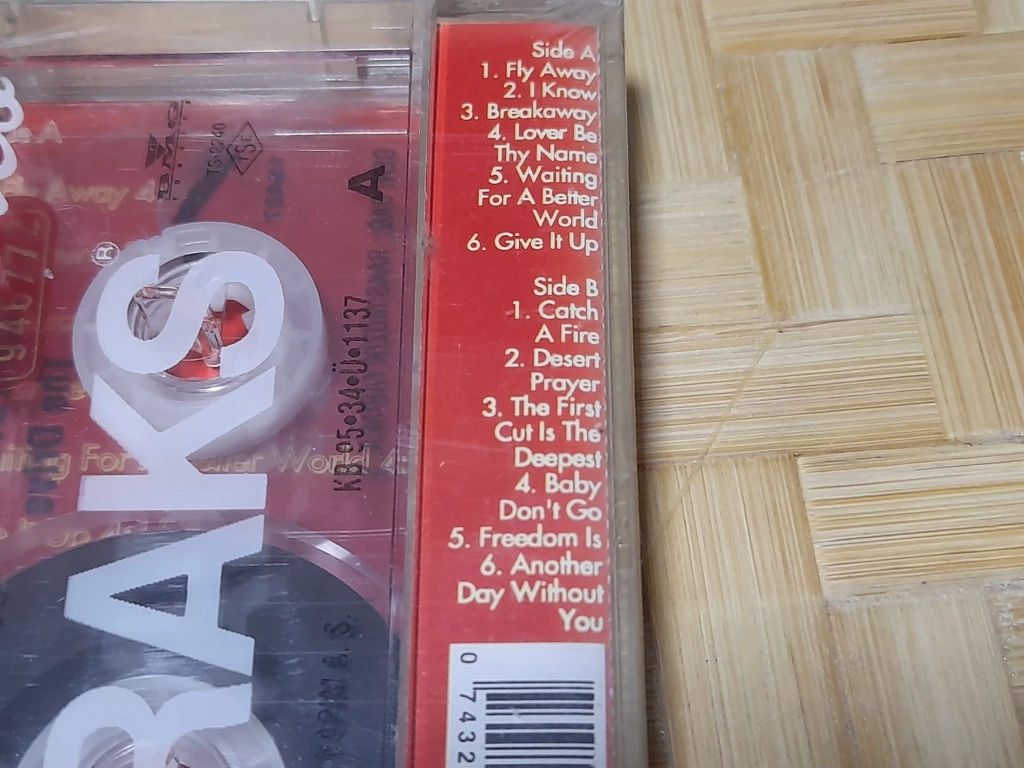 Side A
1. Fly Away
2. I Know
3. Breakaway
4. Lover Be
Thy Name
5. Waiting
For A Better
World
6. Give It Up
Side B
1. Catch
A Fire
2. Desert
Prayer
3. The First
Cut Is The
Deepest
4. Baby
Don't Go
5. Freedom Is
6. Another
Day Without
You
0 7432
RAKS
®
A
KB•95•34•Ü•1137
TSE